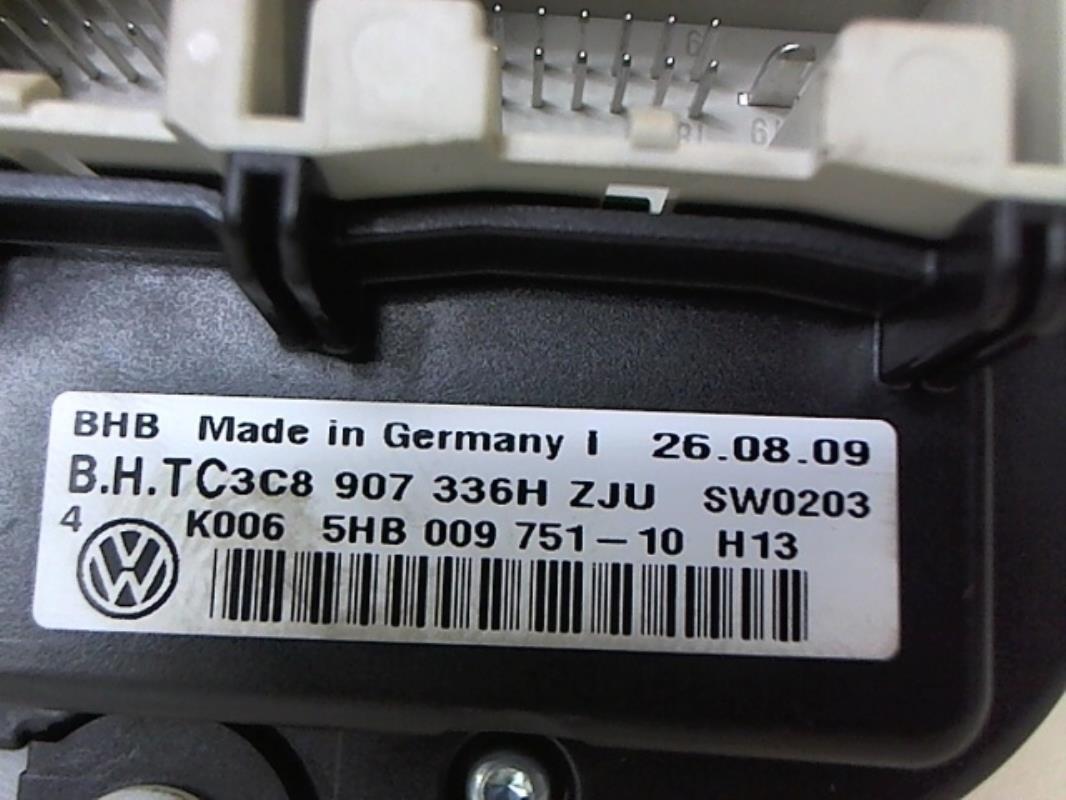 BHB Made in Germany I 26.08.09
B.H.TC3C8 907 336H ZJU SW0203
4 K006 5HB 009 751-10 H13
VW